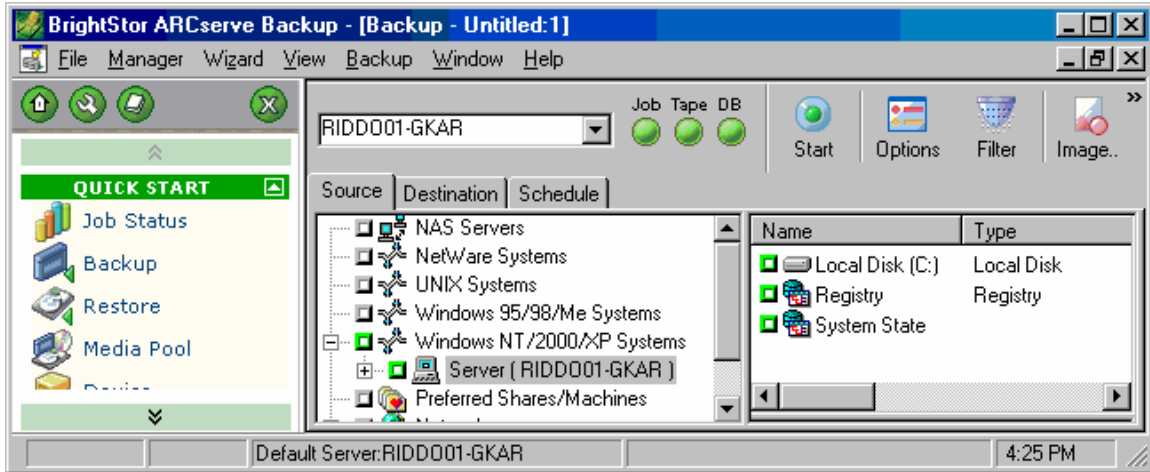 BrightStor ARCserve Backup - [Backup - Untitled:1]
File Manager Wizard View Backup Window Help
RIDDO01-GKAR
Job Tape DB
Start
Options
Filter
Image..
QUICK START
Job Status
Backup
Restore
Media Pool
Source
Destination
Schedule
NAS Servers
NetWare Systems
UNIX Systems
Windows 95/98/Me Systems
Windows NT/2000/XP Systems
Server ( RIDDO01-GKAR )
Preferred Shares/Machines
Name Type
Local Disk (C:) Local Disk
Registry Registry
System State
Default Server:RIDDO01-GKAR
4:25 PM